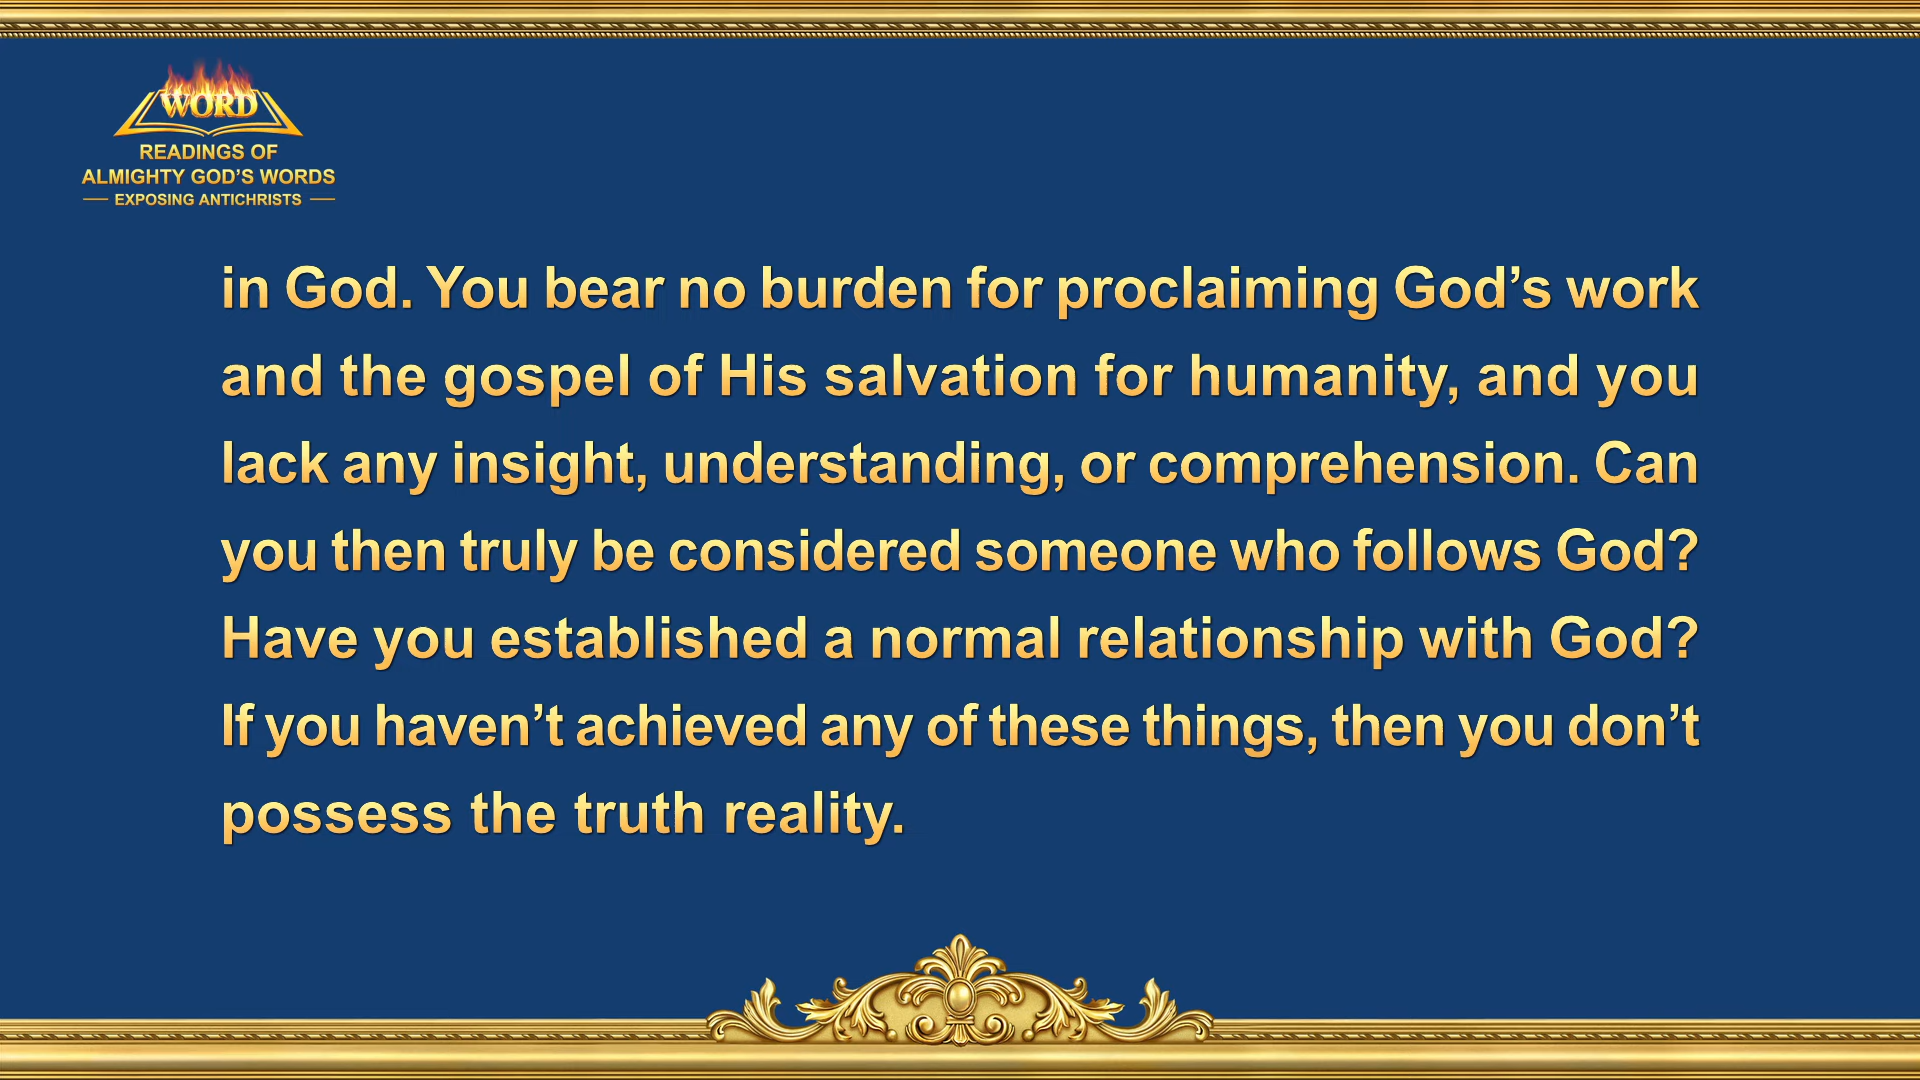 WORD
READINGS OF
ALMIGHTY GOD’S WORDS
EXPOSING ANTICHRISTS
in God. You bear no burden for proclaiming God’s work
and the gospel of His salvation for humanity, and you
lack any insight, understanding, or comprehension. Can
you then truly be considered someone who follows God?
Have you established a normal relationship with God?
If you haven’t achieved any of these things, then you don’t
possess the truth reality.